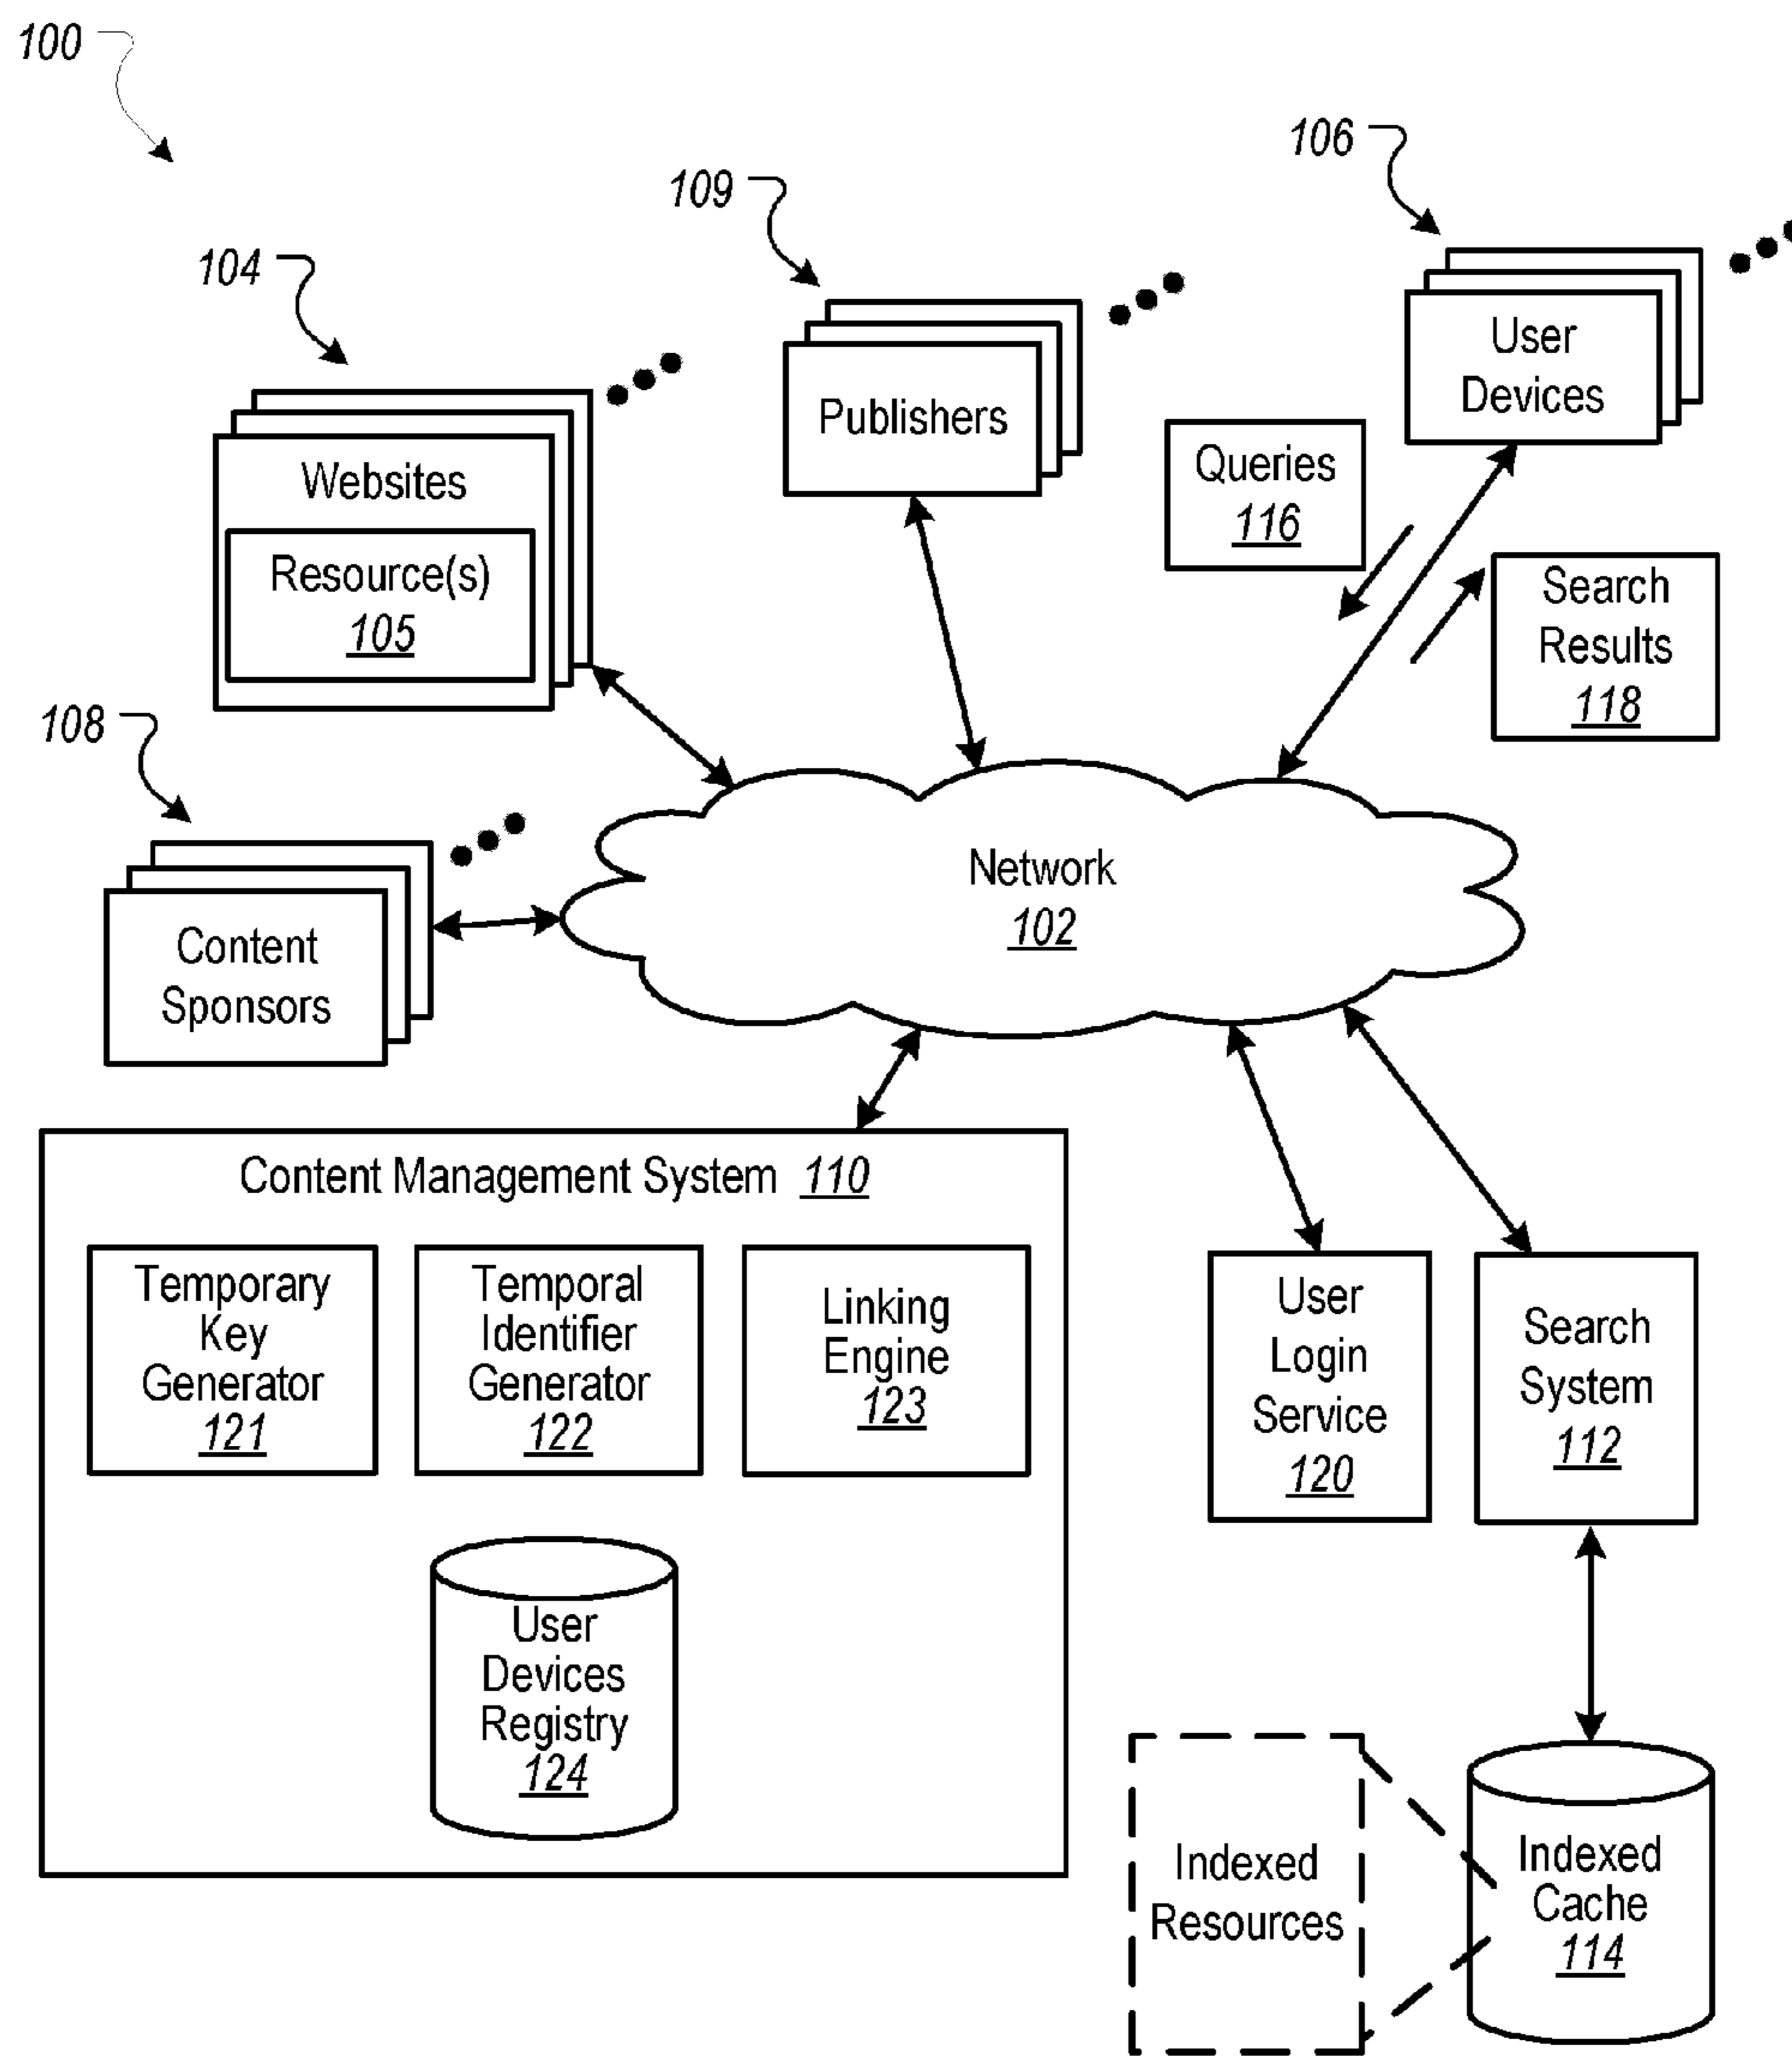 100
106
109
104
User
Devices
Publishers
Queries
116
Websites
Resource(s)
105
Search
Results
118
108
Network
102
Content
Sponsors
Content Management System 110
Temporary
Key
Generator
121
Temporal
Identifier
Generator
122
Linking
Engine
123
User
Login
Service
120
Search
System
112
User
Devices
Registry
124
Indexed
Resources
Indexed
Cache
114